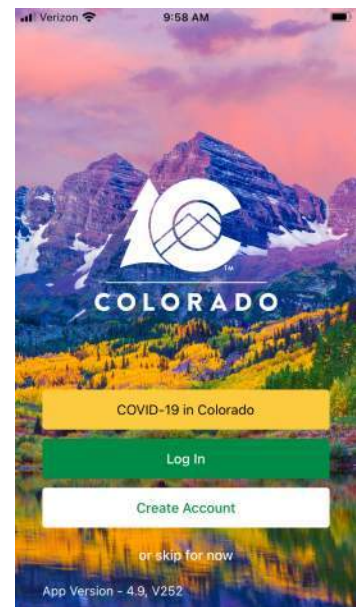 Verizon 9:58 AM
TM
COLORADO
COVID-19 in Colorado
Log In
Create Account
or skip for now
App Version - 4.9, V252